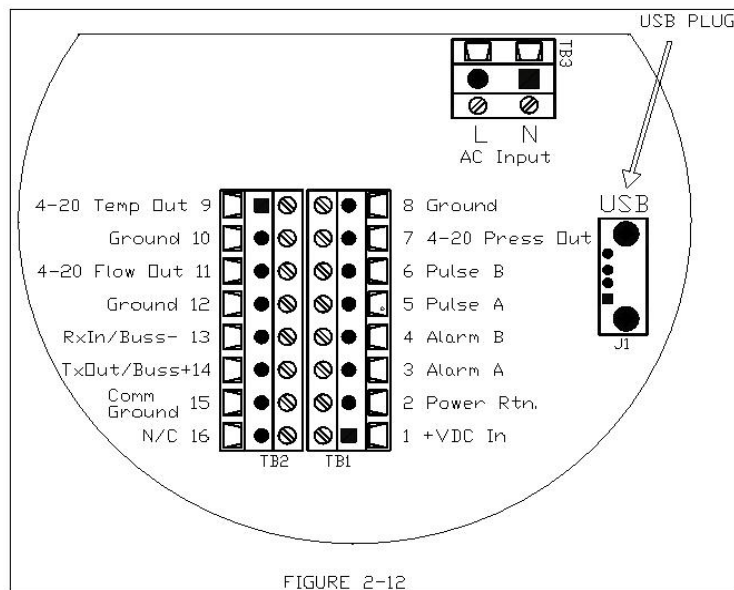 USB PLUG
TB3
L N
AC Input
USB
J1
4-20 Temp Out 9
Ground 10
4-20 Flow Out 11
Ground 12
RxIn/Buss- 13
TxOut/Buss+14
Comm
Ground 15
N/C 16
8 Ground
7 4-20 Press Out
6 Pulse B
5 Pulse A
4 Alarm B
3 Alarm A
2 Power Rtn.
1 +VDC In
TB2 TB1
FIGURE 2-12